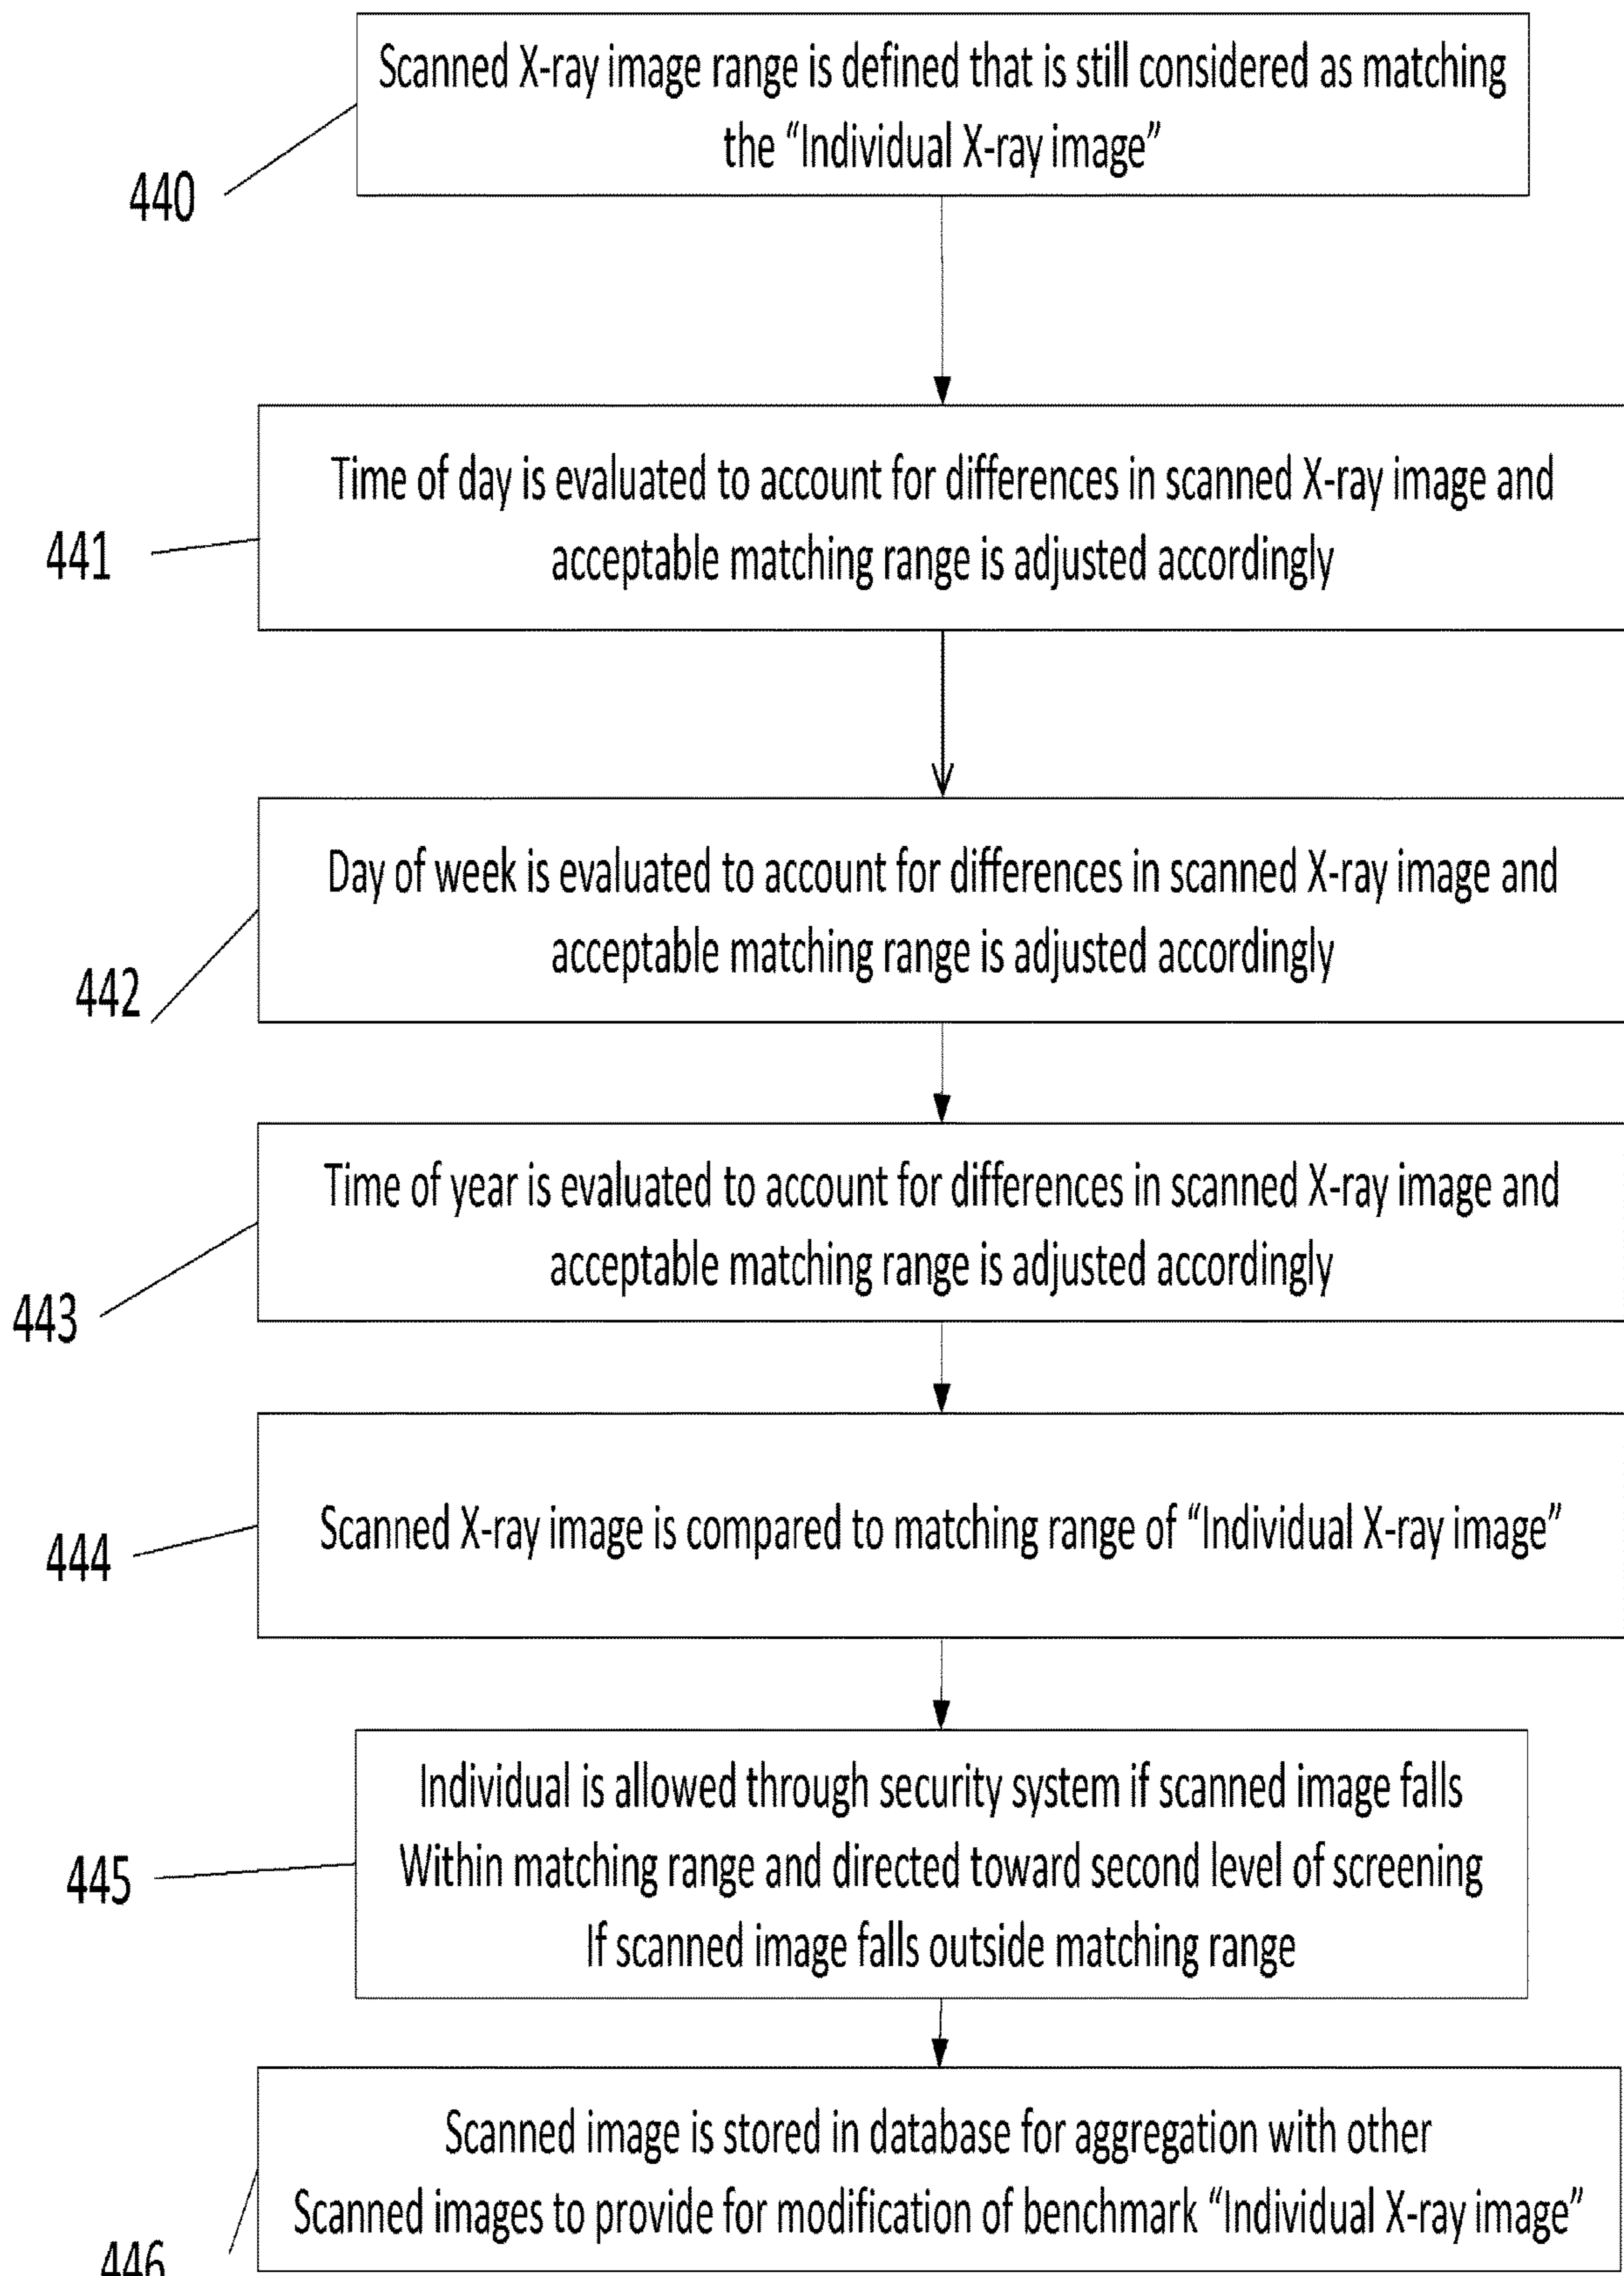 Scanned X-ray image range is defined that is still considered as matching
the “Individual X-ray image”
440
Time of day is evaluated to account for differences in scanned X-ray image and
acceptable matching range is adjusted accordingly
441
Day of week is evaluated to account for differences in scanned X-ray image and
acceptable matching range is adjusted accordingly
442
Time of year is evaluated to account for differences in scanned X-ray image and
acceptable matching range is adjusted accordingly
443
Scanned X-ray image is compared to matching range of “Individual X-ray image”
444
Individual is allowed through security system if scanned image falls
Within matching range and directed toward second level of screening
If scanned image falls outside matching range
445
Scanned image is stored in database for aggregation with other
Scanned images to provide for modification of benchmark “Individual X-ray image”
446